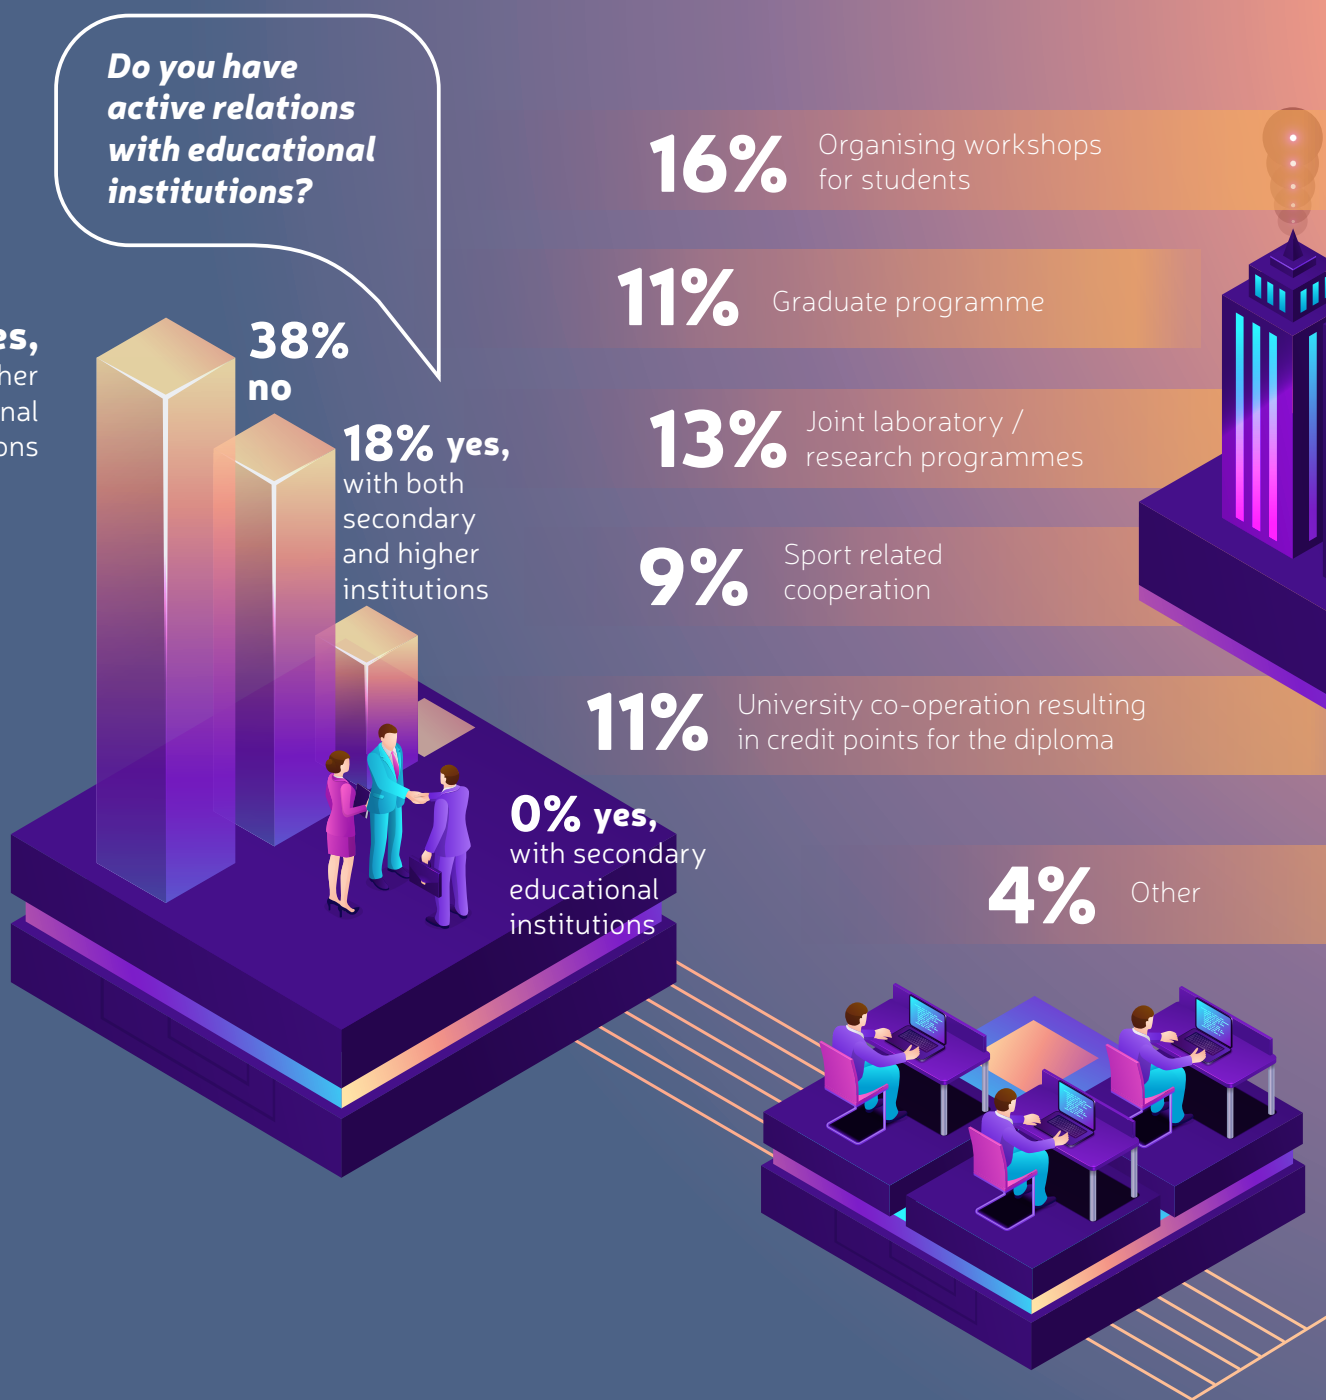 Do you have
active relations
with educational
institutions?
38%
no
18% yes,
with both
secondary
and higher
institutions
0% yes,
with secondary
educational
institutions
16% Organising workshops
for students
11% Graduate programme
13% Joint laboratory /
research programmes
9% Sport related
cooperation
11% University co-operation resulting
in credit points for the diploma
4% Other